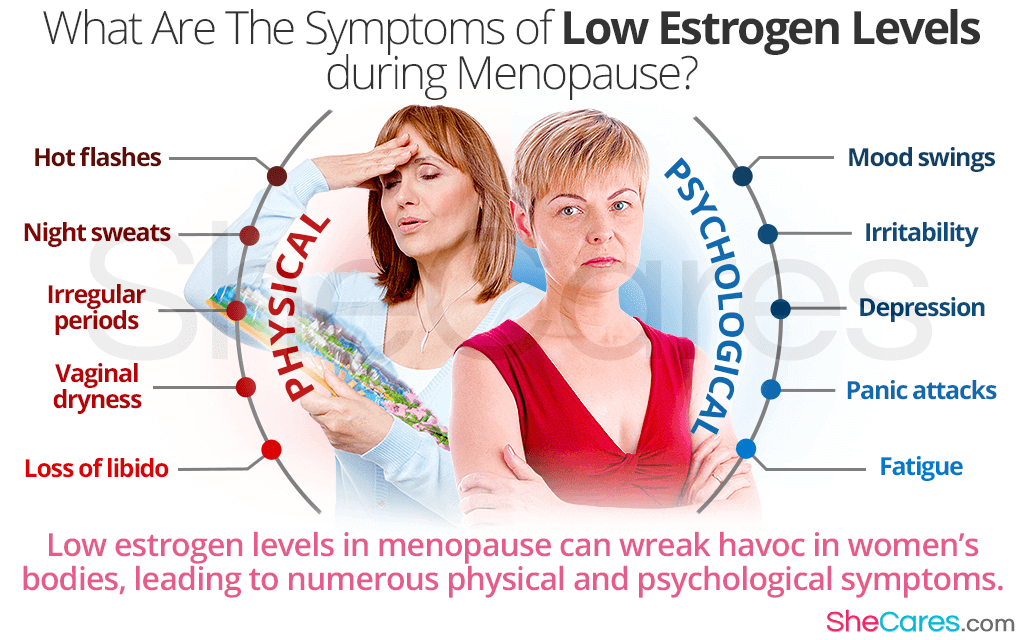 What Are The Symptoms of Low Estrogen Levels
during Menopause?
PHYSICAL
Hot flashes
Night sweats
Irregular
periods
Vaginal
dryness
Loss of libido
PSYCHOLOGICAL
Mood swings
Irritability
Depression
Panic attacks
Fatigue
SheCares
Low estrogen levels in menopause can wreak havoc in women's
bodies, leading to numerous physical and psychological symptoms.
SheCares.com